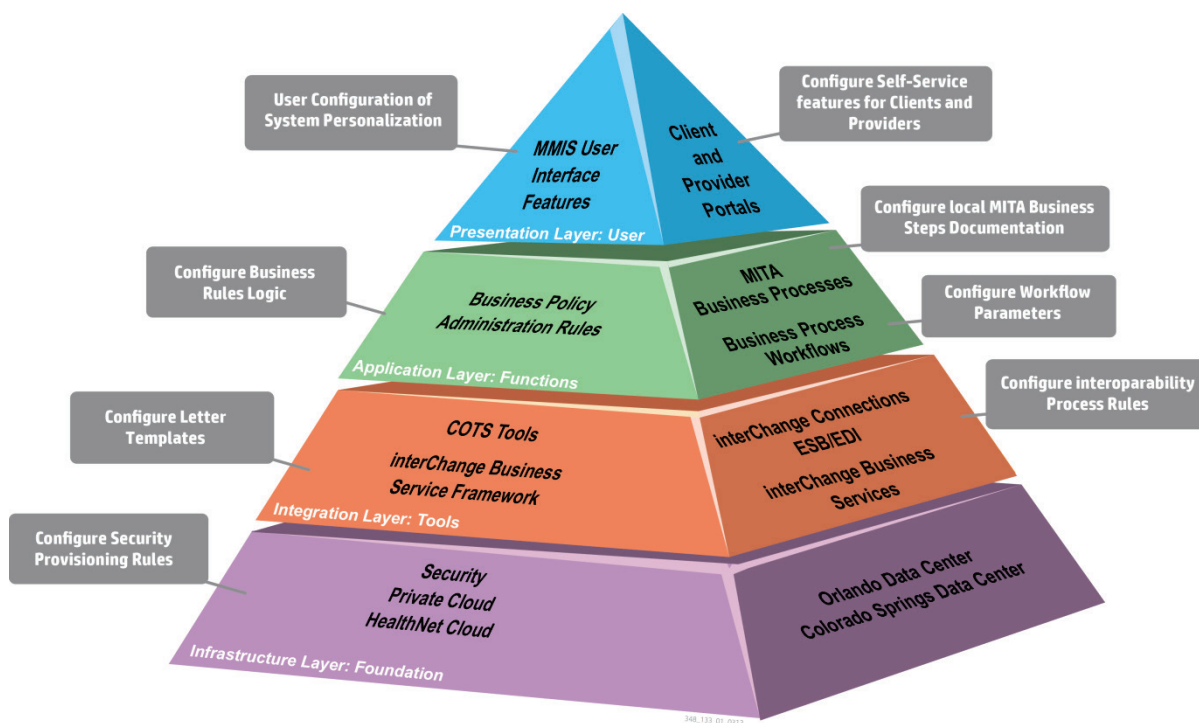 User Configuration of
System Personalization
Configure Self-Service
features for Clients and
Providers
MMIS User
Interface
Features
Client
and
Provider
Portals
Presentation Layer: User
Configure local MITA Business
Steps Documentation
Configure Business
Rules Logic
Business Policy
Administration Rules
MITA
Business Processes
Business Process
Workflows
Configure Workflow
Parameters
Application Layer: Functions
Configure interoparability
Process Rules
Configure Letter
Templates
COTS Tools
interChange Business
Service Framework
interChange Connections
ESB/EDI
interChange Business
Services
Integration Layer: Tools
Configure Security
Provisioning Rules
Security
Private Cloud
HealthNet Cloud
Orlando Data Center
Colorado Springs Data Center
Infrastructure Layer: Foundation
348_133_01_0313